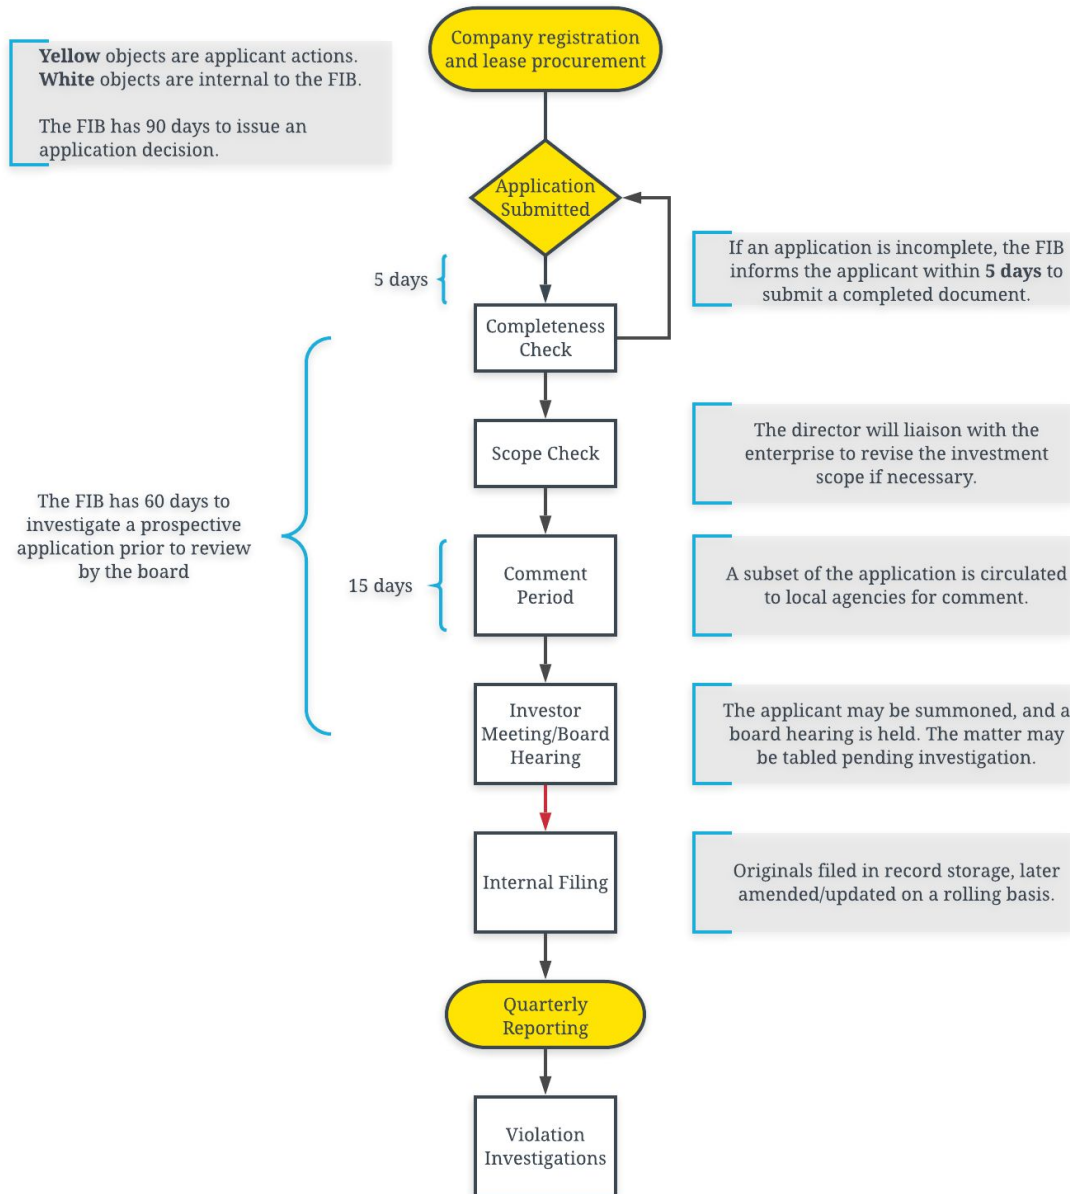 Company registration
and lease procurement
Yellow objects are applicant actions.
White objects are internal to the FIB.
The FIB has 90 days to issue an
application decision.
Application
Submitted
5 days
If an application is incomplete, the FIB
informs the applicant within 5 days to
submit a completed document.
Completeness
Check
Scope Check
The director will liaison with the
enterprise to revise the investment
scope if necessary.
The FIB has 60 days to
investigate a prospective
application prior to review
by the board
15 days
Comment
Period
A subset of the application is circulated
to local agencies for comment.
Investor
Meeting/Board
Hearing
The applicant may be summoned, and a
board hearing is held. The matter may
be tabled pending investigation.
Internal Filing
Originals filed in record storage, later
amended/updated on a rolling basis.
Quarterly
Reporting
Violation
Investigations